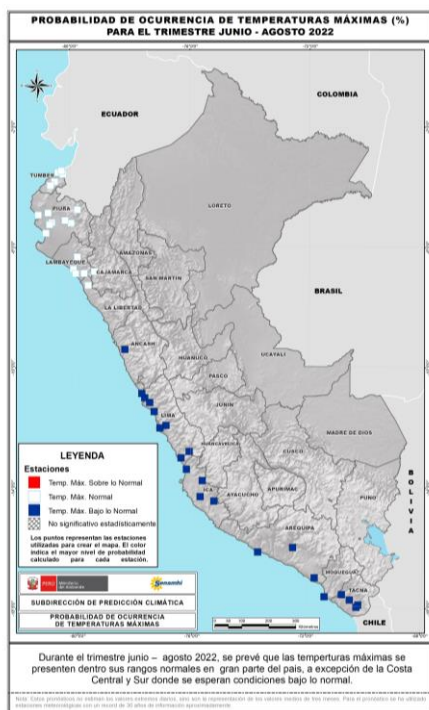 PROBABILIDAD DE OCURRENCIA DE TEMPERATURAS MÁXIMAS (%)
PARA EL TRIMESTRE JUNIO - AGOSTO 2022
COLOMBIA
ECUADOR
TUMBES
PIURA
LORETO
AMAZONAS
LAMBAYEQUE
CAJAMARCA
SAN MARTIN
BRASIL
LA LIBERTAD
ANCASH
HUANUCO
UCAYALI
PASCO
JUNIN
LIMA
MADRE DE DIOS
HUANCAVELICA
CUSCO
ICA
AYACUCHO
APURIMAC
PUNO
BOLIVIA
AREQUIPA
MOQUEGUA
TACNA
CHILE
LEYENDA
Estaciones
Temp. Máx. Sobre lo Normal
Temp. Máx. Normal
Temp. Máx. Bajo lo Normal
No significativo estadísticamente
Los puntos representan las estaciones
utilizadas para crear el mapa. El color
indica el mayor nivel de probabilidad
calculado para cada estación.
PERÚ
Senamhi
SUBDIRECCIÓN DE PREDICCIÓN CLIMÁTICA
PROBABILIDAD DE OCURRENCIA
DE TEMPERATURAS MÁXIMAS
Durante el trimestre junio – agosto 2022, se prevé que las temperturas máximas se
presenten dentro sus rangos normales en gran parte del pais, a excepción de la Costa
Central y Sur donde se esperan condiciones bajo lo normal.